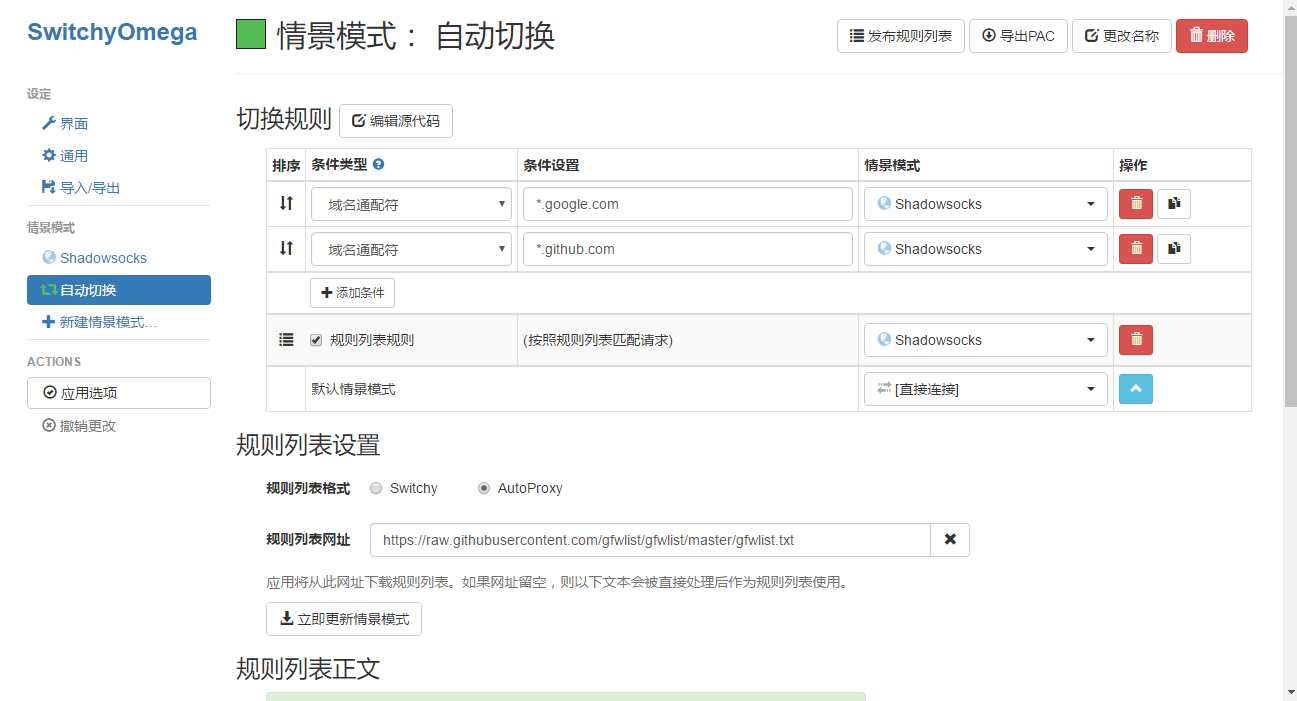 SwitchyOmega
设定
界面
通用
导入/导出
情景模式
Shadowsocks
自动切换
新建情景模式...
ACTIONS
应用选项
撤销更改
情景模式： 自动切换
发布规则列表 导出PAC 更改名称 删除
切换规则 编辑源代码
排序 条件类型 条件设置 情景模式 操作
域名通配符 *.google.com Shadowsocks
域名通配符 *.github.com Shadowsocks
添加条件
规则列表规则 (按照规则列表匹配请求) Shadowsocks
默认情景模式 [直接连接]
规则列表设置
规则列表格式 Switchy AutoProxy
规则列表网址 https://raw.githubusercontent.com/gfwlist/gfwlist/master/gfwlist.txt
应用将从此网址下载规则列表。如果网址留空，则以下文本会被直接处理后作为规则列表使用。
立即更新情景模式
规则列表正文